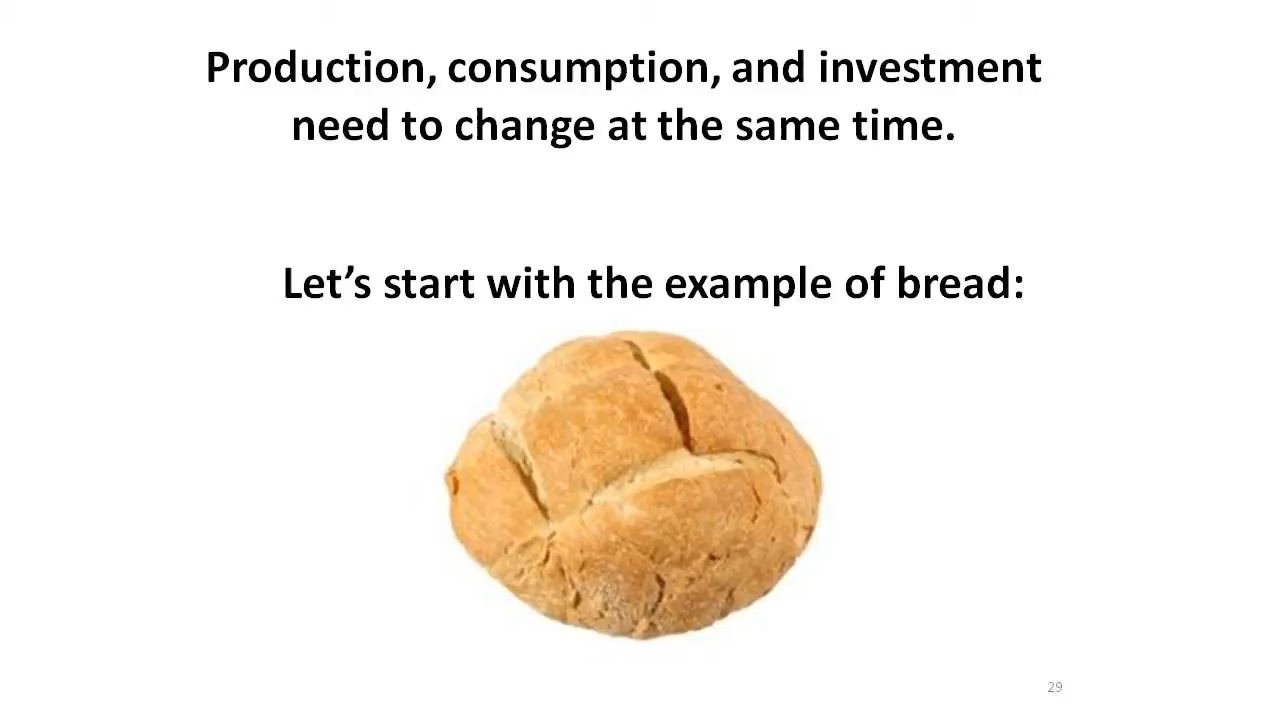 Production, consumption, and investment
need to change at the same time.
Let’s start with the example of bread:
29